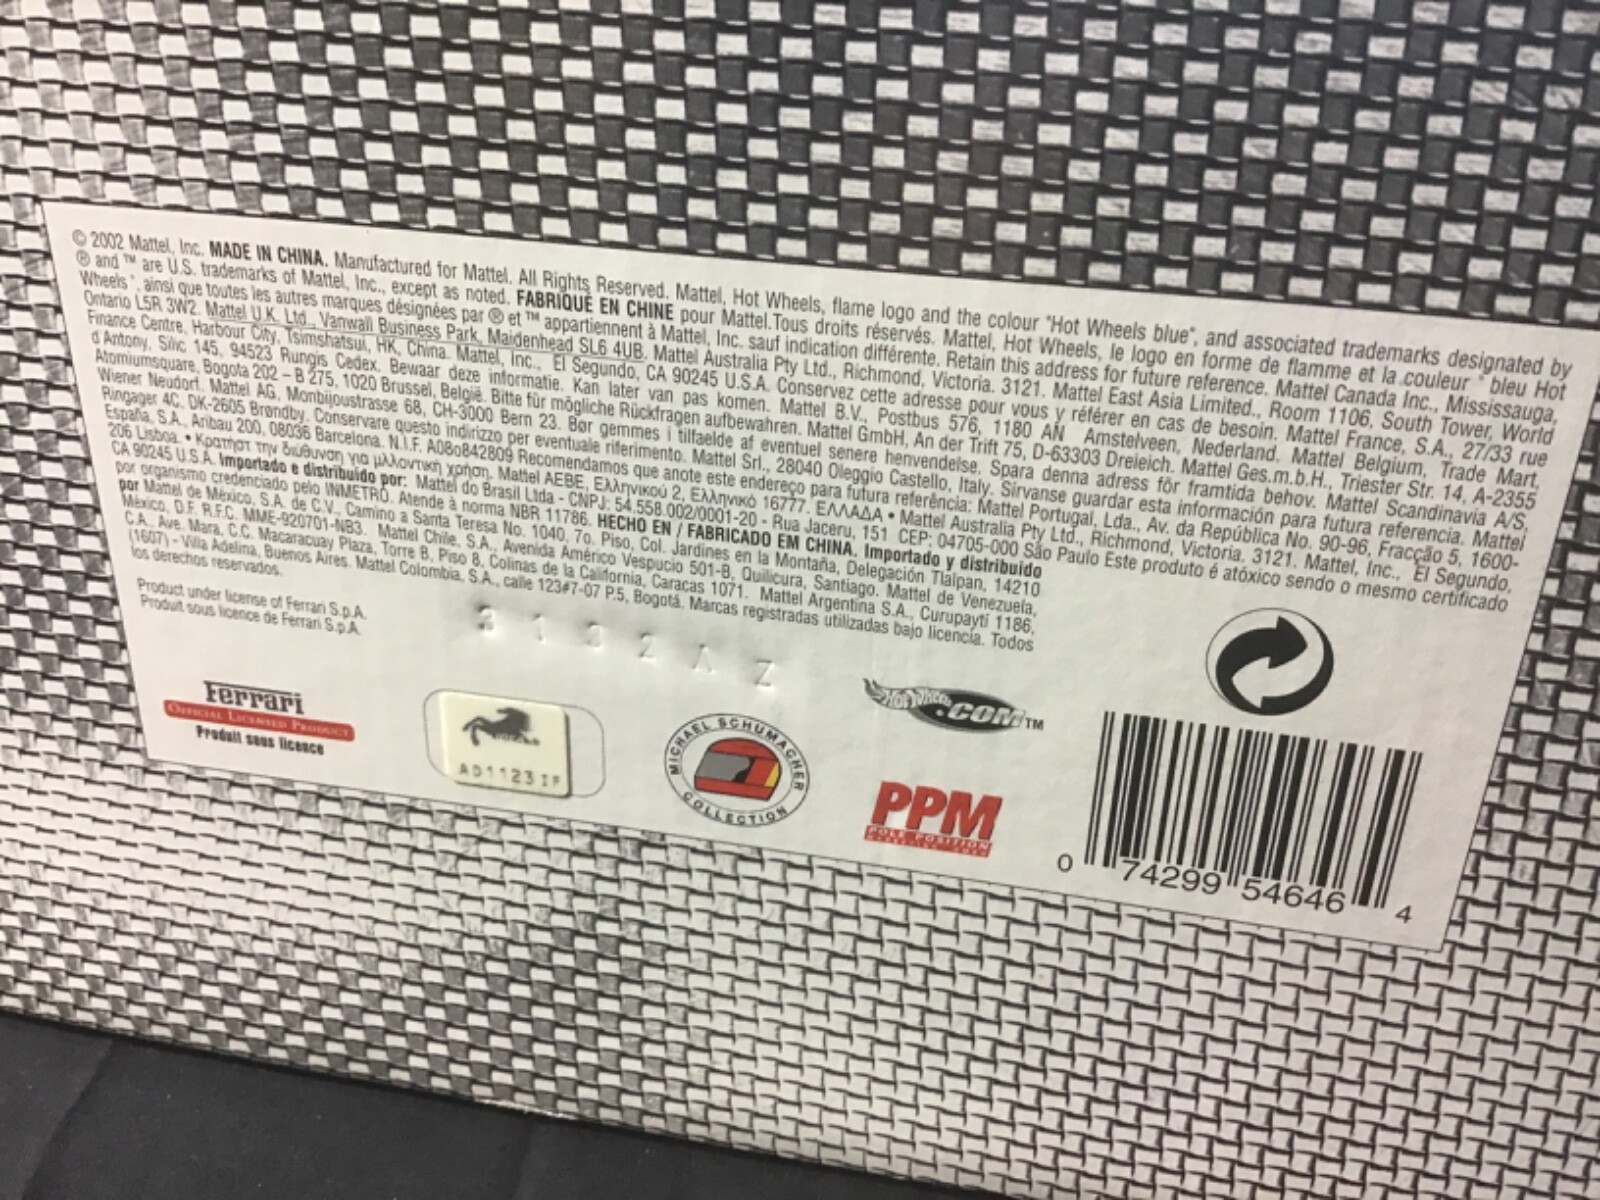 © 2002 Mattel, Inc. MADE IN CHINA. Manufactured for Mattel. All Rights Reserved. Mattel, Hot Wheels, flame logo and the colour "Hot Wheels blue", and associated trademarks designated by
® and ™ are U.S. trademarks of Mattel, Inc., except as noted. FABRIQUÉ EN CHINE pour Mattel.Tous droits réservés. Mattel, Hot Wheels, le logo en forme de flamme et la couleur " bleu Hot
Wheels ", ainsi que toutes les autres marques désignées par ® et ™ appartiennent à Mattel, Inc. sauf indication différente. Retain this address for future reference. Mattel Canada Inc., Mississauga,
Ontario L5R 3W2. Mattel U.K. Ltd., Vanwall Business Park, Maidenhead SL6 4UB. Mattel Australia Pty Ltd., Richmond, Victoria. 3121. Mattel East Asia Limited., Room 1106, South Tower, World
Finance Centre, Harbour City, Tsimshatsui, HK, China. Mattel, Inc., El Segundo, CA 90245 U.S.A. Conservez cette adresse pour vous y référer en cas de besoin. Mattel France, S.A., 27/33 rue
d'Antony, Silic 145, 94523 Rungis Cedex. Bewaar deze informatie. Kan later van pas komen. Mattel B.V., Postbus 576, 1180 AN Amstelveen, Nederland. Mattel Belgium, Trade Mart,
Atomiumsquare, Bogota 202 – B 275, 1020 Brussel, België. Bitte für mögliche Rückfragen aufbewahren. Mattel GmbH, An der Trift 75, D-63303 Dreieich. Mattel Ges.m.b.H., Triester Str. 14, A-2355
Wiener Neudorf. Mattel AG, Monbijoustrasse 68, CH-3000 Bern 23. Bør gemmes i tilfaelde af eventuel senere henvendelse. Spara denna adress för framtida behov. Mattel Scandinavia A/S,
Ringager 4C, DK-2605 Brøndby. Conservare questo indirizzo per eventuale riferimento. Mattel Srl., 28040 Oleggio Castello, Italy. Sírvanse guardar esta información para futura referencia. Mattel
España, S.A., Aribau 200, 08036 Barcelona. N.I.F. A08o842809 Recomendamos que anote este endereço para futura referência: Mattel Portugal, Lda., Av. da República No. 90-96, Fracção 5, 1600-
206 Lisboa. • Κρατήστ την διύθυνση για μλλοντική χρήση. Mattel AEBE, Ελληνικού 2, Ελληνικό 16777. ΕΛΛΑΔΑ • Mattel Australia Pty Ltd., Richmond, Victoria. 3121. Mattel, Inc., El Segundo,
CA 90245 U.S.A. Importado e distribuído por: Mattel do Brasil Ltda - CNPJ: 54.558.002/0001-20 - Rua Jaceru, 151 CEP: 04705-000 São Paulo Este produto é atóxico sendo o mesmo certificado
por organismo credenciado pelo INMETRO. Atende à norma NBR 11786. HECHO EN / FABRICADO EM CHINA. Importado y distribuido
por Mattel de México, S.A. de C.V., Camino a Santa Teresa No. 1040, 7o. Piso, Col. Jardines en la Montaña, Delegación Tlalpan, 14210
México, D.F. R.F.C. MME-920701-NB3. Mattel Chile, S.A., Avenida Américo Vespucio 501-B, Quilicura, Santiago. Mattel de Venezuela,
C.A., Ave. Mara, C.C. Macaracuay Plaza, Torre B, Piso 8, Colinas de la California, Caracas 1071. Mattel Argentina S.A., Curupaytí 1186,
(1607) - Villa Adelina, Buenos Aires. Mattel Colombia, S.A., calle 123#7-07 P.5, Bogotá. Marcas registradas utilizadas bajo licencia. Todos
los derechos reservados.
Product under license of Ferrari S.p.A.
Produit sous licence de Ferrari S.p.A.
3 1 3 2 A Z
Ferrari
OFFICIAL LICENSED PRODUCT
Produit sous licence
AD1123IF
MICHAEL SCHUMACHER
COLLECTION
Hot Wheels
.COM™
PPM
POLE POSITION
0 74299 54646 4